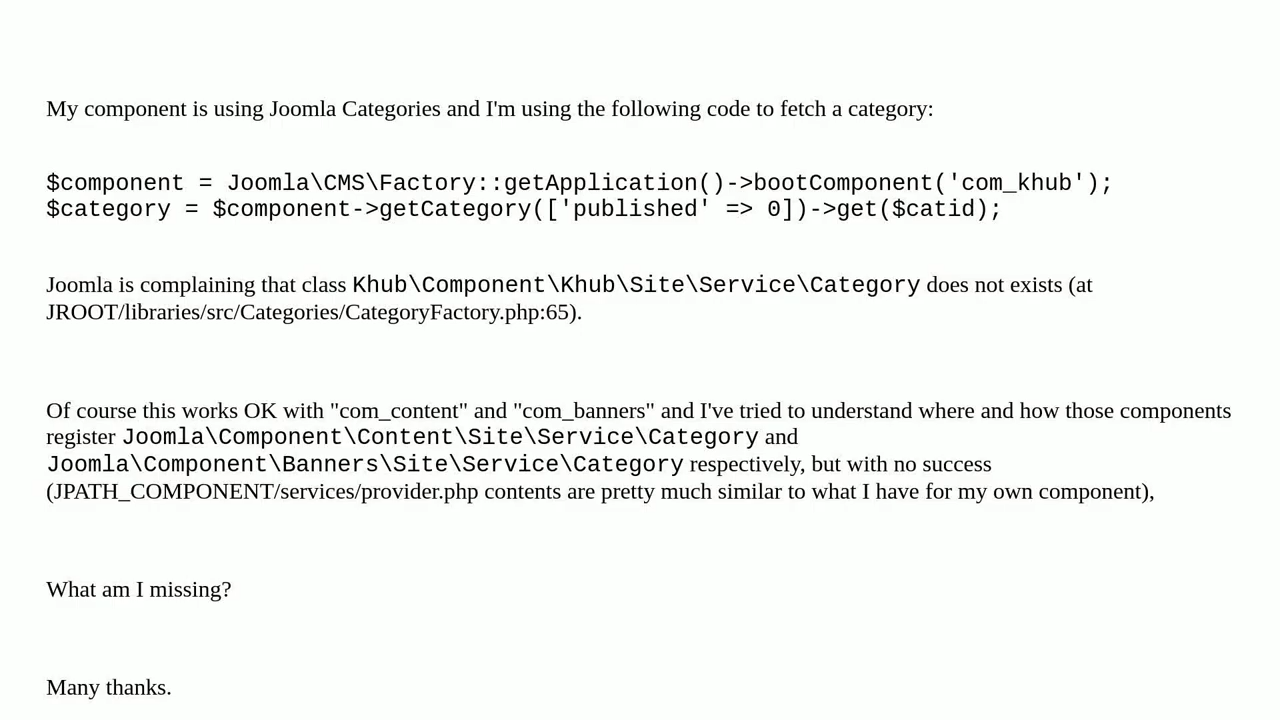 My component is using Joomla Categories and I'm using the following code to fetch a category:
$component = Joomla\CMS\Factory::getApplication()->bootComponent('com_khub');
$category = $component->getCategory(['published' => 0])->get($catid);
Joomla is complaining that class Khub\Component\Khub\Site\Service\Category does not exists (at
JROOT/libraries/src/Categories/CategoryFactory.php:65).
Of course this works OK with "com_content" and "com_banners" and I've tried to understand where and how those components
register Joomla\Component\Content\Site\Service\Category and
Joomla\Component\Banners\Site\Service\Category respectively, but with no success
(JPATH_COMPONENT/services/provider.php contents are pretty much similar to what I have for my own component),
What am I missing?
Many thanks.